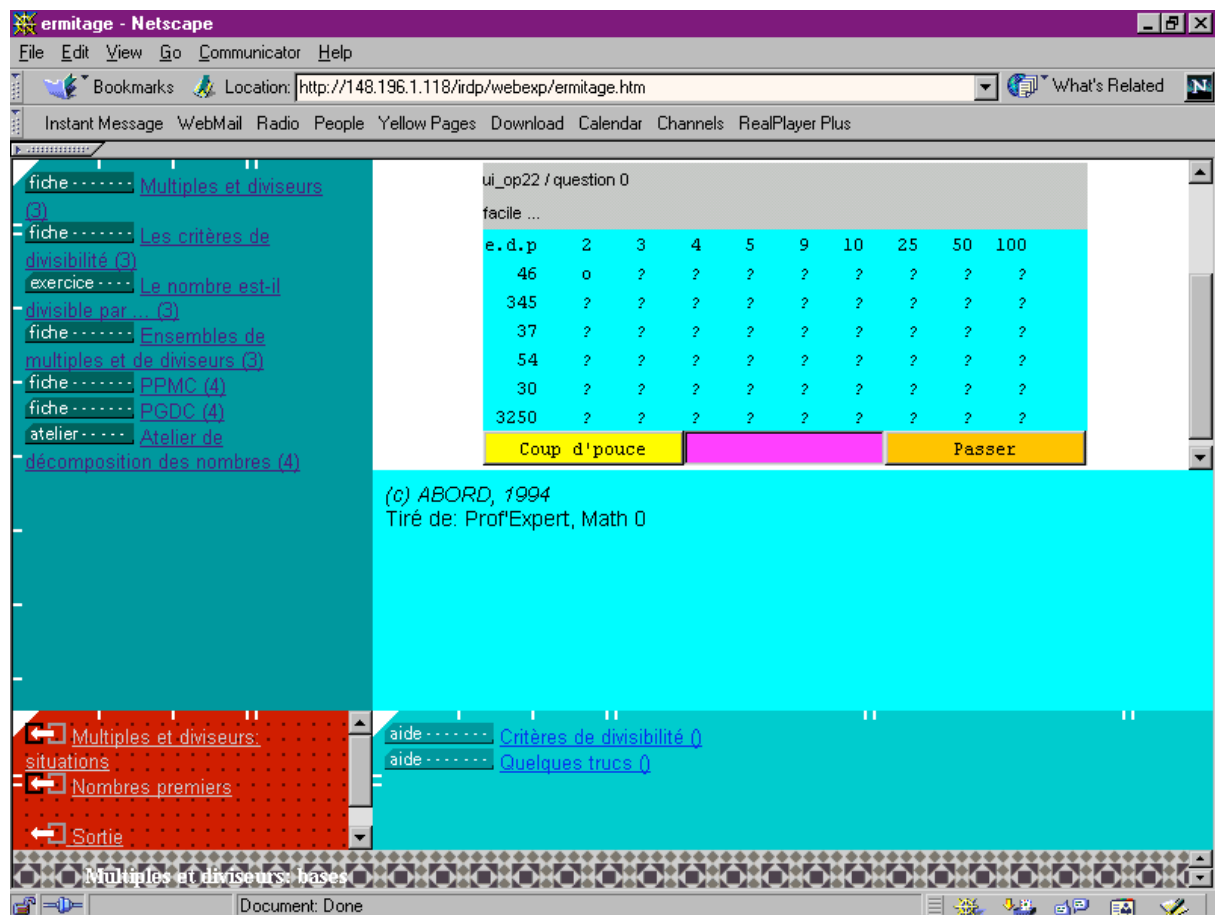 ermitage - Netscape
File Edit View Go Communicator Help
Bookmarks Location: http://148.196.1.118/irdp/webexp/ermitage.htm What's Related N
Instant Message WebMail Radio People Yellow Pages Download Calendar Channels RealPlayer Plus
fiche ······· Multiples et diviseurs
(3)
fiche ······· Les critères de
divisibilité (3)
exercice ···· Le nombre est-il
divisible par ... (3)
fiche ······· Ensembles de
multiples et de diviseurs (3)
fiche ······· PPMC (4)
fiche ······· PGDC (4)
atelier ····· Atelier de
décomposition des nombres (4)
ui_op22 / question 0
facile ...
e.d.p 2 3 4 5 9 10 25 50 100
46 o ? ? ? ? ? ? ? ?
345 ? ? ? ? ? ? ? ? ?
37 ? ? ? ? ? ? ? ? ?
54 ? ? ? ? ? ? ? ? ?
30 ? ? ? ? ? ? ? ? ?
3250 ? ? ? ? ? ? ? ? ?
Coup d'pouce Passer
(c) ABORD, 1994
Tiré de: Prof'Expert, Math 0
Multiples et diviseurs:
situations
Nombres premiers
Sortie
aide ······· Critères de divisibilité ()
aide ······· Quelques trucs ()
Multiples et diviseurs: bases
Document: Done